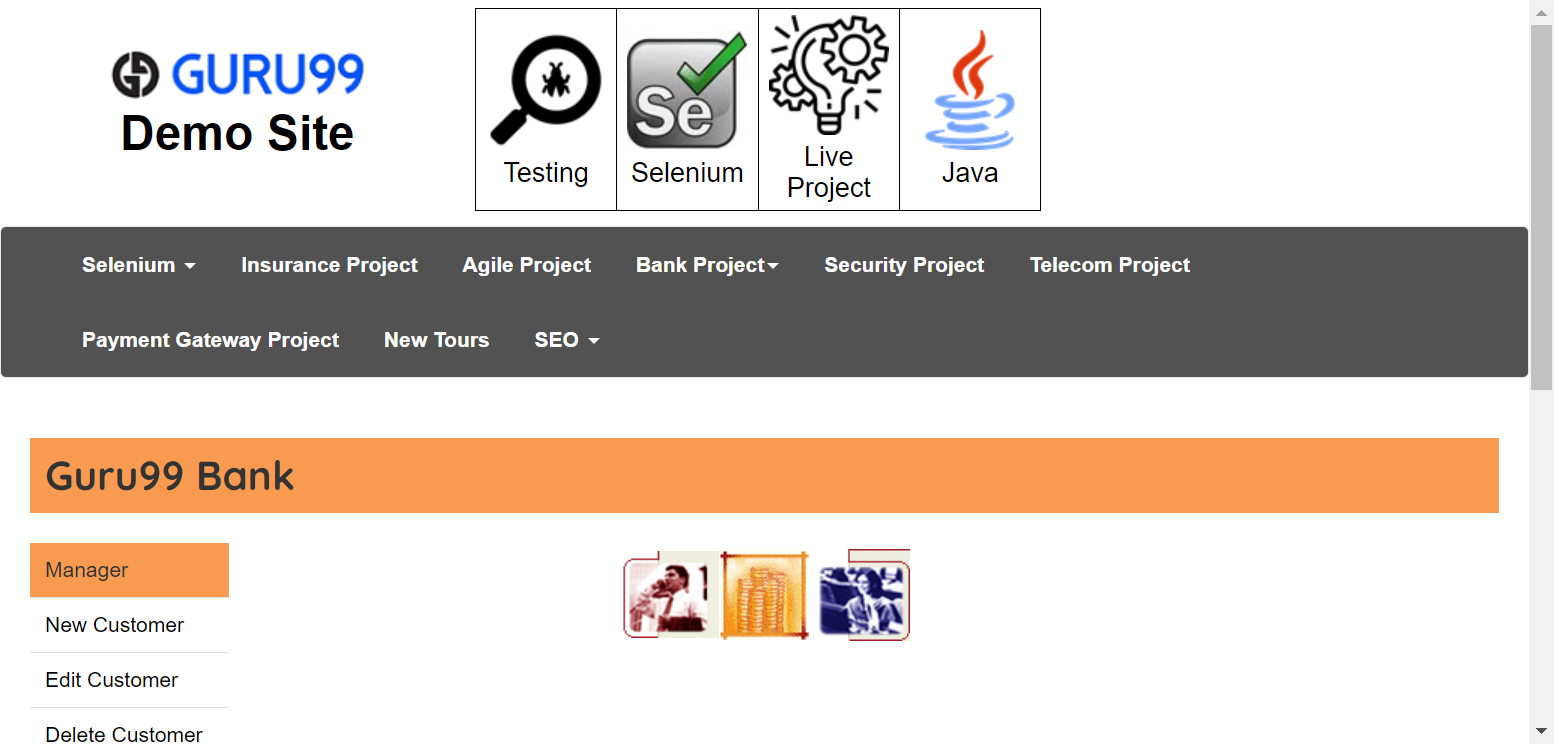 GURU99
Demo Site
Se
Testing
Selenium
Live
Project
Java
Selenium
Insurance Project
Agile Project
Bank Project
Security Project
Telecom Project
Payment Gateway Project
New Tours
SEO
Guru99 Bank
Manager
New Customer
Edit Customer
Delete Customer